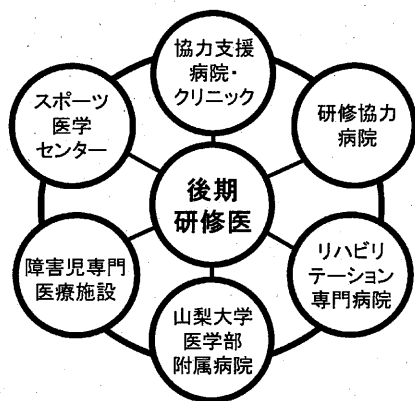 協力支援
病院・
クリニック
スポーツ
医学
センター
研修協力
病院
後期
研修医
障害児専門
医療施設
リハビリ
テーション
専門病院
山梨大学
医学部
附属病院